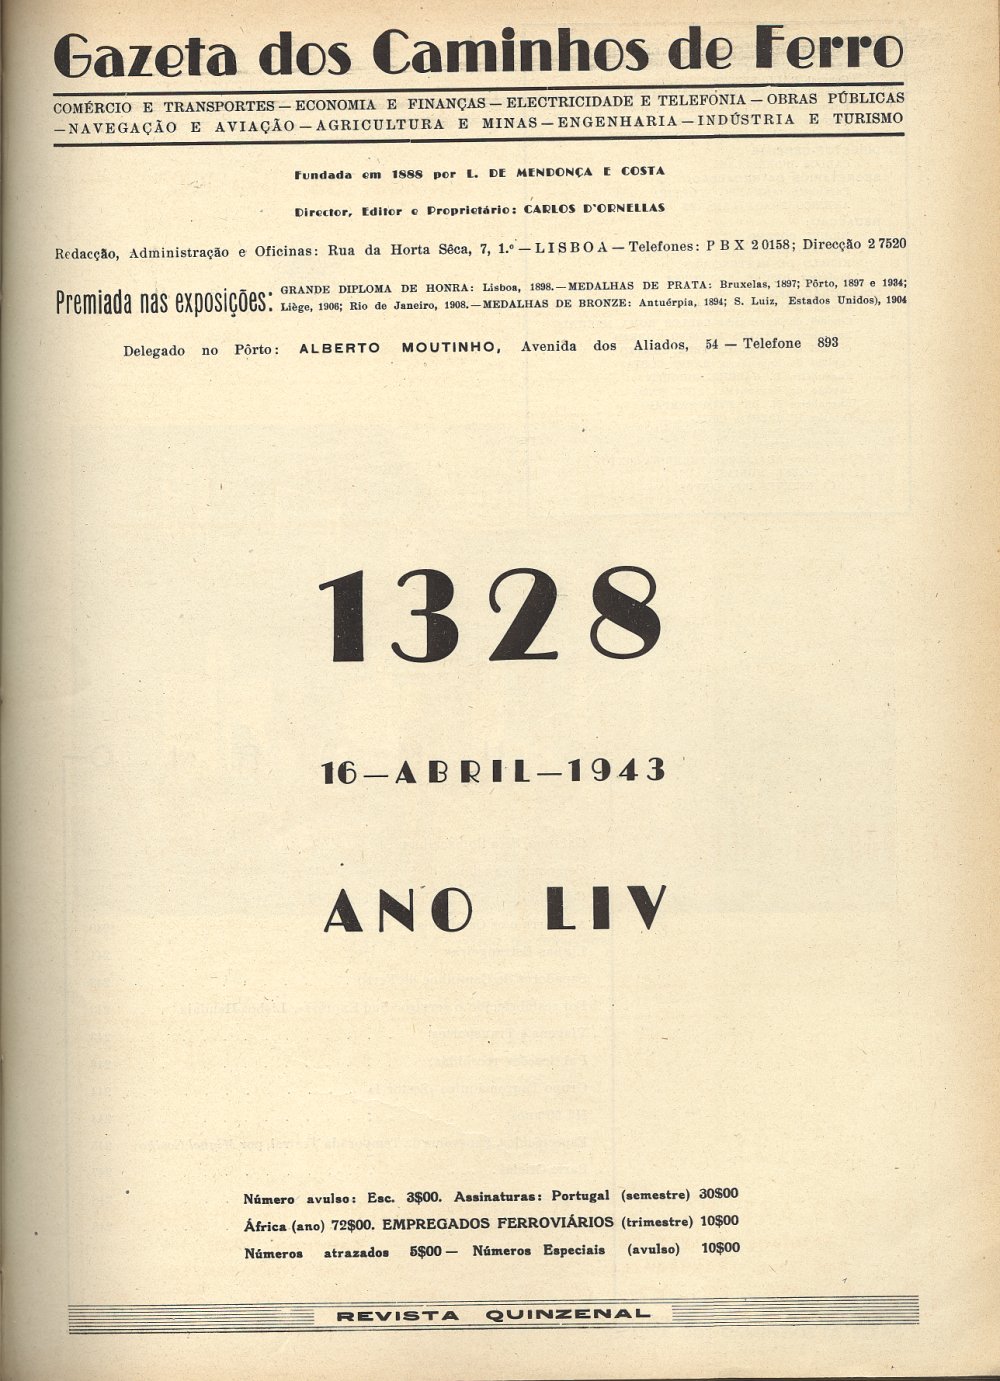 Gazeta dos Caminhos de Ferro
COMÉRCIO E TRANSPORTES — ECONOMIA E FINANÇAS — ELECTRICIDADE E TELEFONIA — OBRAS PÚBLICAS
— NAVEGAÇÃO E AVIAÇÃO — AGRICULTURA E MINAS — ENGENHARIA — INDÚSTRIA E TURISMO
Fundada em 1888 por L. DE MENDONÇA E COSTA
Director, Editor e Proprietário: CARLOS D'ORNELLAS
Redacção, Administração e Oficinas: Rua da Horta Sêca, 7, 1.º — LISBOA — Telefones: PBX 20158; Direcção 27520
Premiada nas exposições:
GRANDE DIPLOMA DE HONRA: Lisboa, 1898. — MEDALHAS DE PRATA: Bruxelas, 1897; Pôrto, 1897 e 1934;
Liège, 1906; Rio de Janeiro, 1908. — MEDALHAS DE BRONZE: Antuérpia, 1894; S. Luiz, Estados Unidos), 1904
Delegado no Pôrto: ALBERTO MOUTINHO, Avenida dos Aliados, 54 — Telefone 893
1328
16 — ABRIL — 1943
ANO LIV
Número avulso: Esc. 3$00. Assinaturas: Portugal (semestre) 30$00
África (ano) 72$00. EMPREGADOS FERROVIÁRIOS (trimestre) 10$00
Números atrazados 5$00 — Números Especiais (avulso) 10$00
REVISTA QUINZENAL